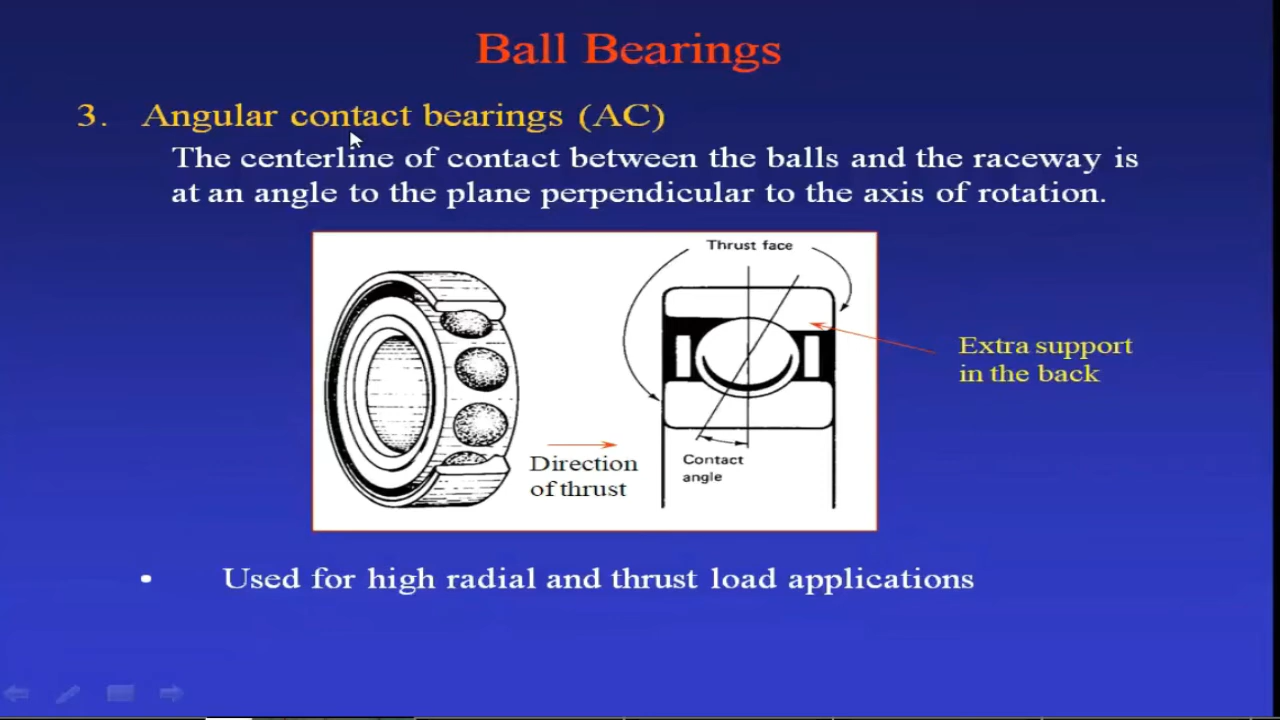 Ball Bearings
3. Angular contact bearings (AC)
The centerline of contact between the balls and the raceway is
at an angle to the plane perpendicular to the axis of rotation.
Thrust face
Extra support
in the back
Direction
of thrust
Contact
angle
• Used for high radial and thrust load applications